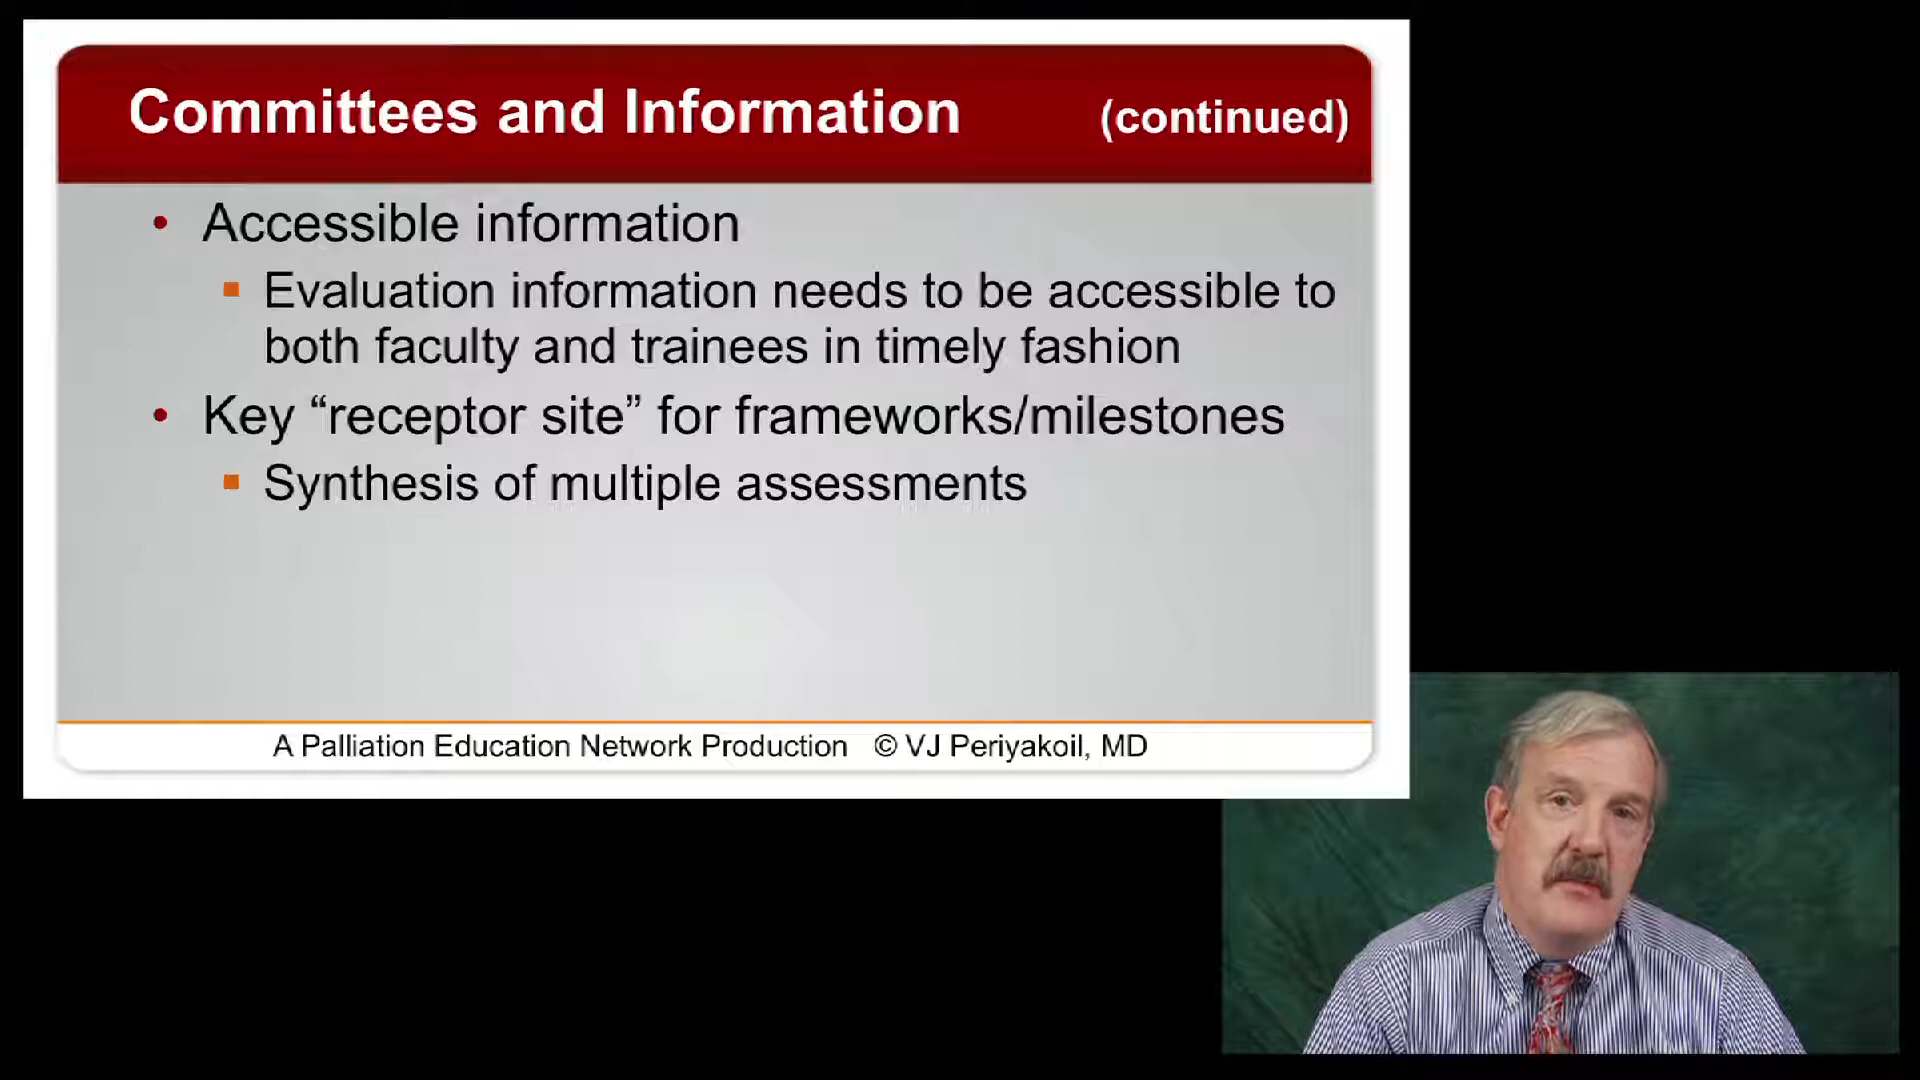 Committees and Information (continued)
• Accessible information
▪ Evaluation information needs to be accessible to
both faculty and trainees in timely fashion
• Key “receptor site” for frameworks/milestones
▪ Synthesis of multiple assessments
A Palliation Education Network Production © VJ Periyakoil, MD